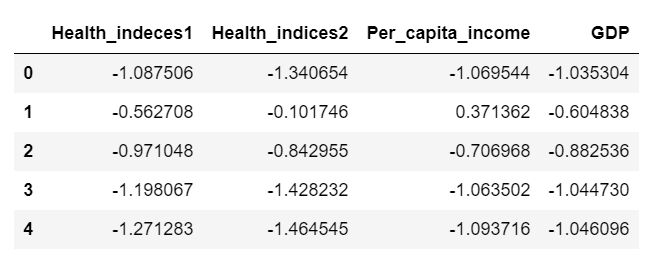 Health_indeces1 Health_indices2 Per_capita_income GDP
0 -1.087506 -1.340654 -1.069544 -1.035304
1 -0.562708 -0.101746 0.371362 -0.604838
2 -0.971048 -0.842955 -0.706968 -0.882536
3 -1.198067 -1.428232 -1.063502 -1.044730
4 -1.271283 -1.464545 -1.093716 -1.046096